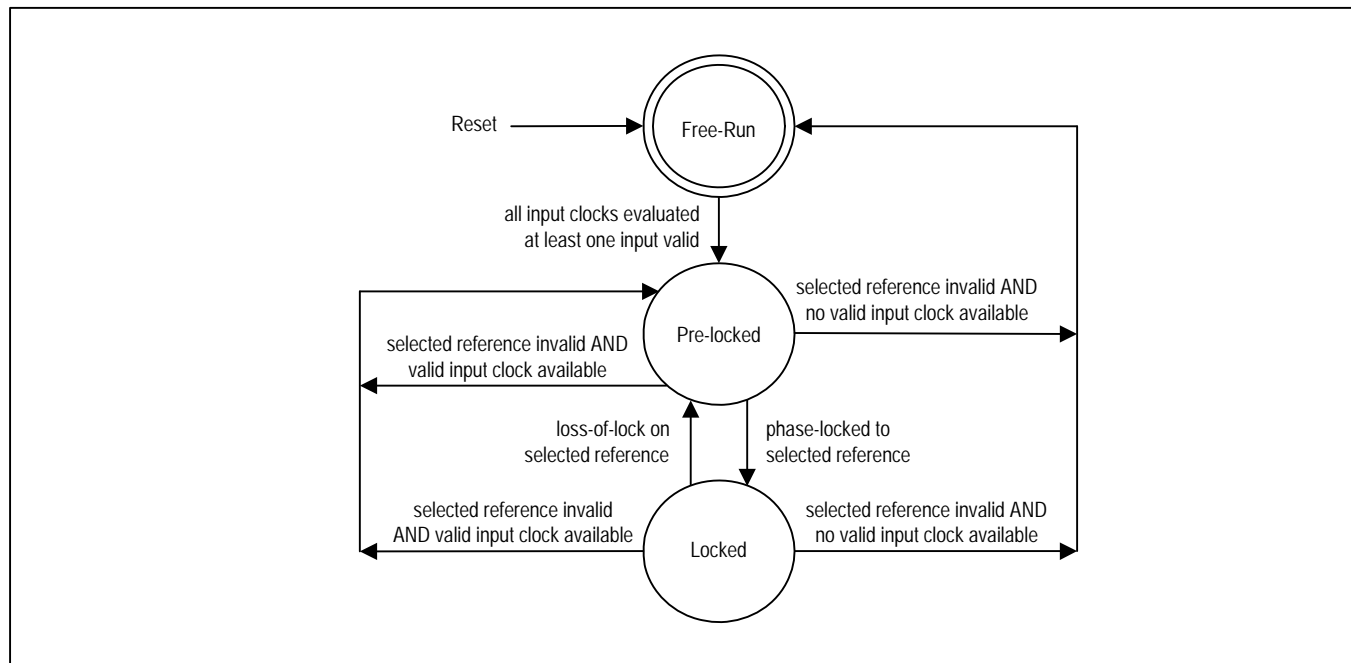 Reset
Free-Run
all input clocks evaluated
at least one input valid
selected reference invalid AND
no valid input clock available
Pre-locked
selected reference invalid AND
valid input clock available
loss-of-lock on
selected reference
phase-locked to
selected reference
selected reference invalid
AND valid input clock available
Locked
selected reference invalid AND
no valid input clock available